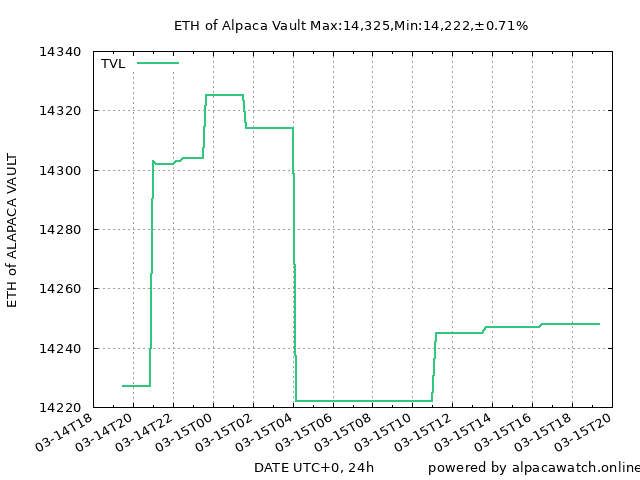 ETH of Alpaca Vault Max:14,325,Min:14,222,±0.71%
TVL
14340
14320
14300
14280
14260
14240
14220
ETH of ALAPACA VAULT
03-14T18
03-14T20
03-14T22
03-15T00
03-15T02
03-15T04
03-15T06
03-15T08
03-15T10
03-15T12
03-15T14
03-15T16
03-15T18
03-15T20
DATE UTC+0, 24h
powered by alpacawatch.online